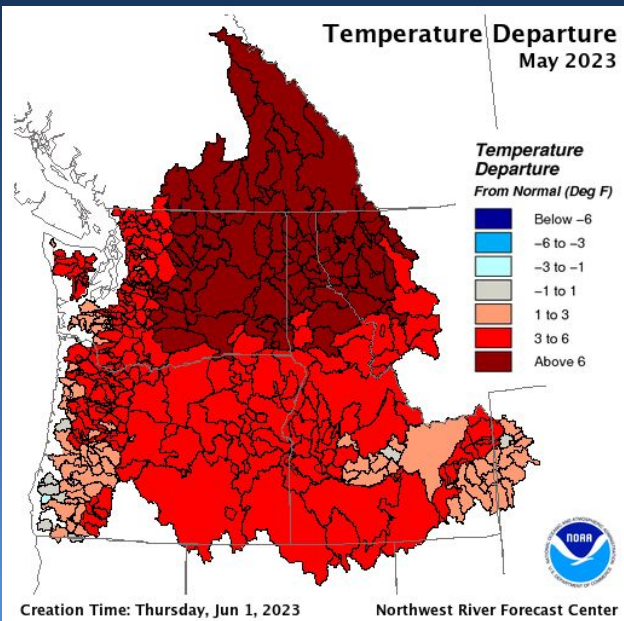 Temperature Departure
May 2023
Temperature
Departure
From Normal (Deg F)
Below -6
-6 to -3
-3 to -1
-1 to 1
1 to 3
3 to 6
Above 6
NOAA
Creation Time: Thursday, Jun 1, 2023
Northwest River Forecast Center